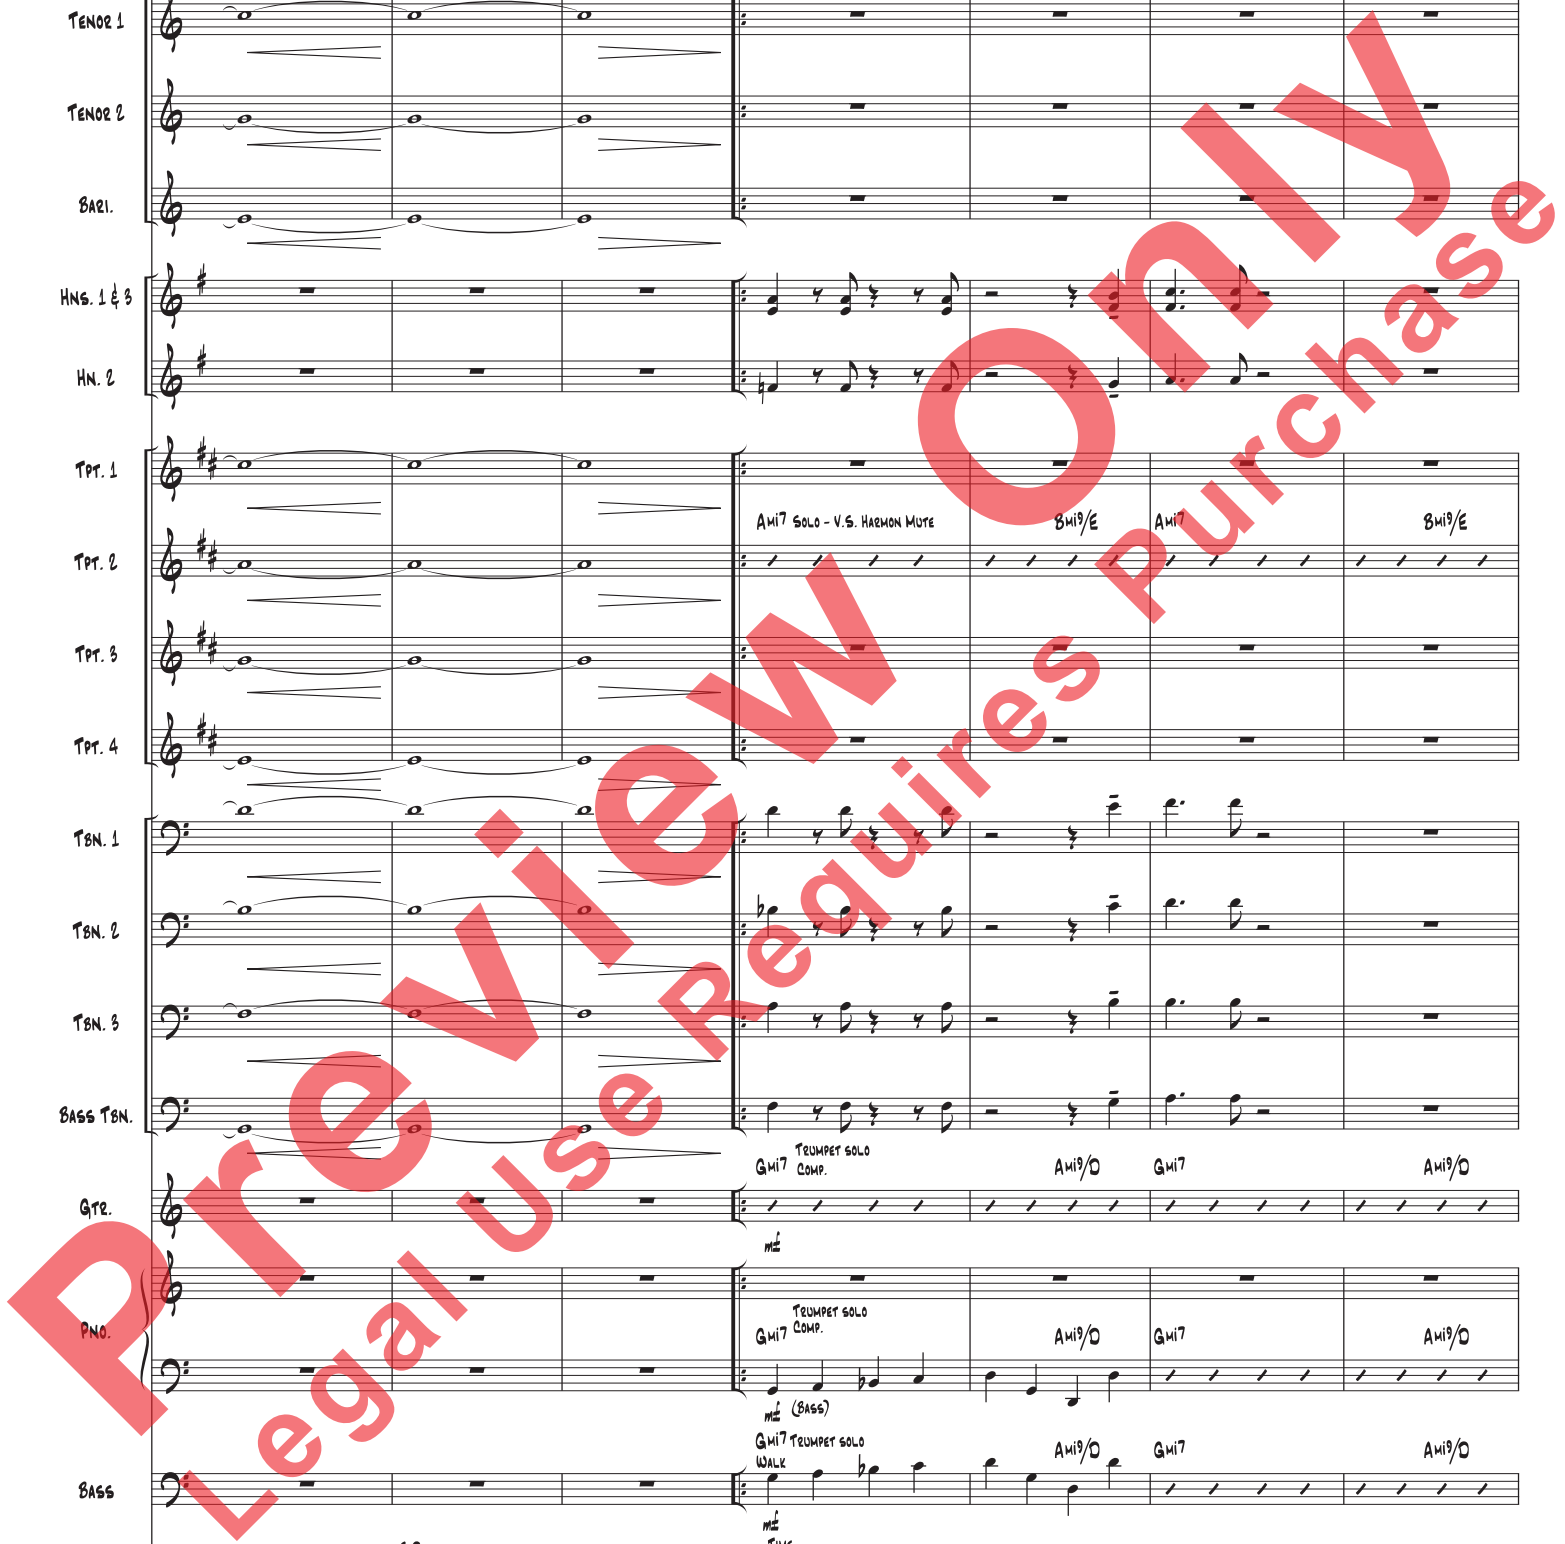 Tenor 1
Tenor 2
Bari.
Hns. 1 & 3
Hn. 2
Tpt. 1
Ami7 Solo - V.S. Harmon Mute Bmi9/E Ami7 Bmi9/E
Tpt. 2
Tpt. 3
Tpt. 4
Tbn. 1
Tbn. 2
Tbn. 3
Bass Tbn.
Trumpet solo
Gmi7 Comp. Ami9/D Gmi7 Ami9/D
Gtr.
mf
Trumpet solo
Comp.
Gmi7 Ami9/D Gmi7 Ami9/D
Pno.
mf (Bass)
Gmi7 Trumpet solo
Walk Ami9/D Gmi7 Ami9/D
Bass
mf
Preview Only
Legal Use Requires Purchase